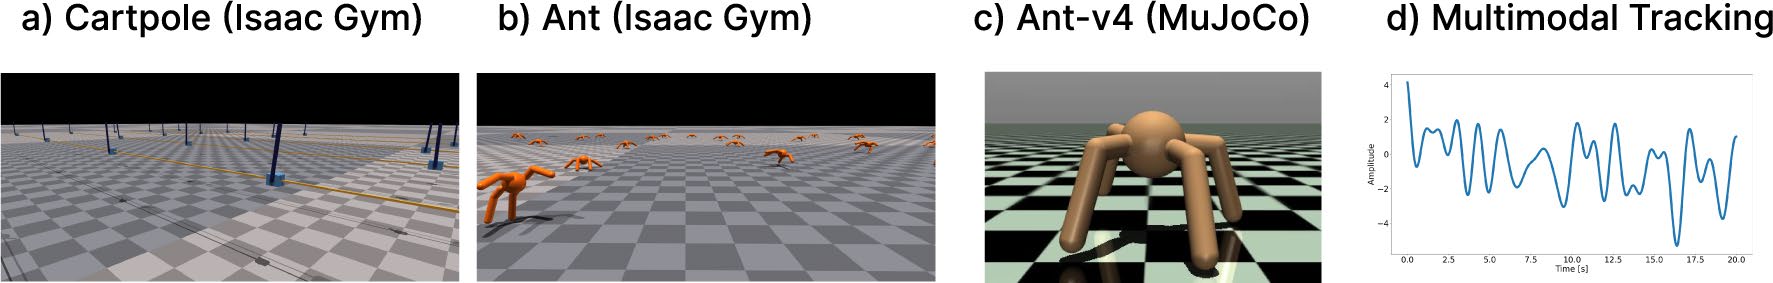 a) Cartpole (Isaac Gym)
b) Ant (Isaac Gym)
c) Ant-v4 (MuJoCo)
d) Multimodal Tracking
4
2
0
−2
−4
Amplitude
0.0 2.5 5.0 7.5 10.0 12.5 15.0 17.5 20.0
Time [s]